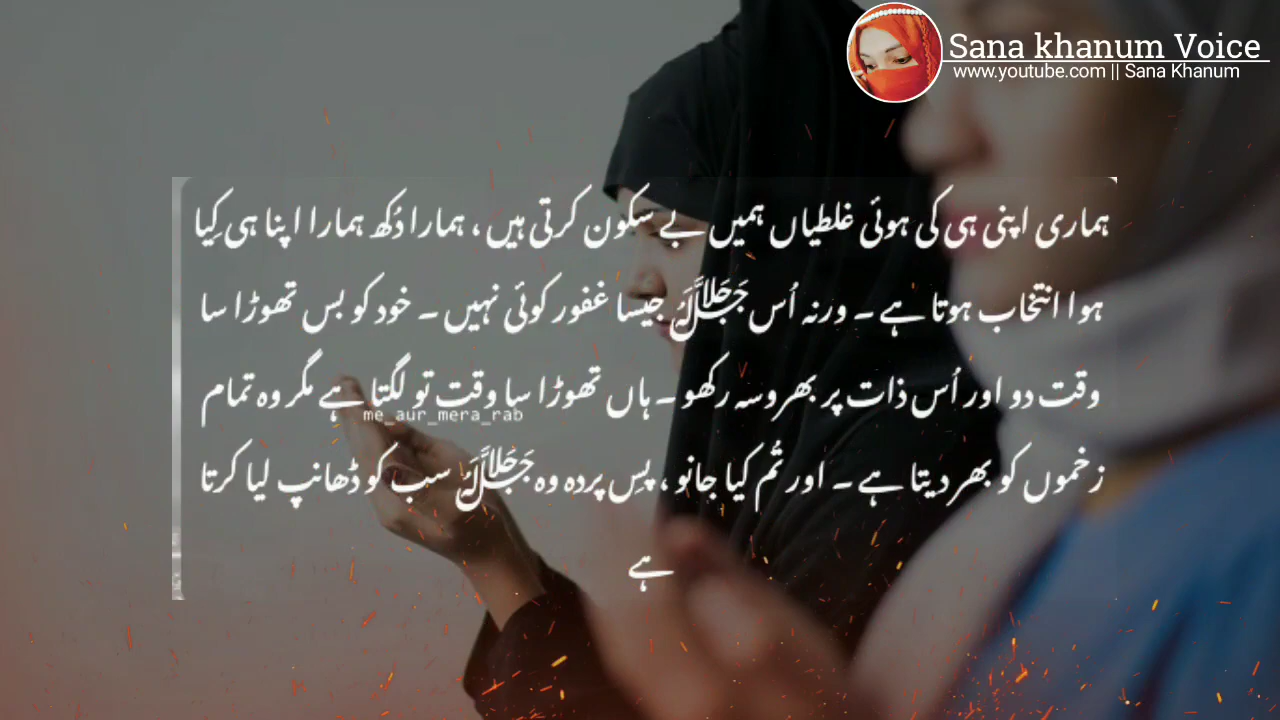 Sana khanum Voice
www.youtube.com || Sana Khanum
ہماری اپنی ہی کی ہوئی غلطیاں ہمیں بے سکون کرتی ہیں ، ہمارا دُکھ ہمارا اپنا ہی کِیا
ہوا انتخاب ہوتا ہے ۔ ورنہ اُس جَلَّ جَلَالُہٗ جیسا غفور کوئی نہیں ۔ خود کو بس تھوڑا سا
وقت دو اور اُس ذات پر بھروسہ رکھو ۔ ہاں تھوڑا سا وقت تو لگتا ہے مگر وہ تمام
me_aur_mera_rab
زخموں کو بھر دیتا ہے ۔ اور تُم کیا جانو ، پسِ پردہ وہ جَلَّ جَلَالُہٗ سب کو ڈھانپ لیا کرتا
ہے